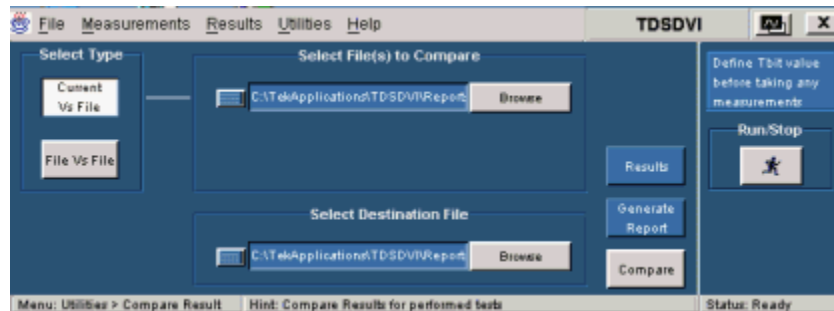 File Measurements Results Utilities Help TDSDVI X
Select Type
Current
Vs File
File Vs File
Select File(s) to Compare
C:\TekApplications\TDSDVI\Report
Browse
Select Destination File
C:\TekApplications\TDSDVI\Report
Browse
Results
Generate
Report
Compare
Define Tbit value
before taking any
measurements
Run/Stop
Menu: Utilities > Compare Result
Hint: Compare Results for performed tests
Status: Ready